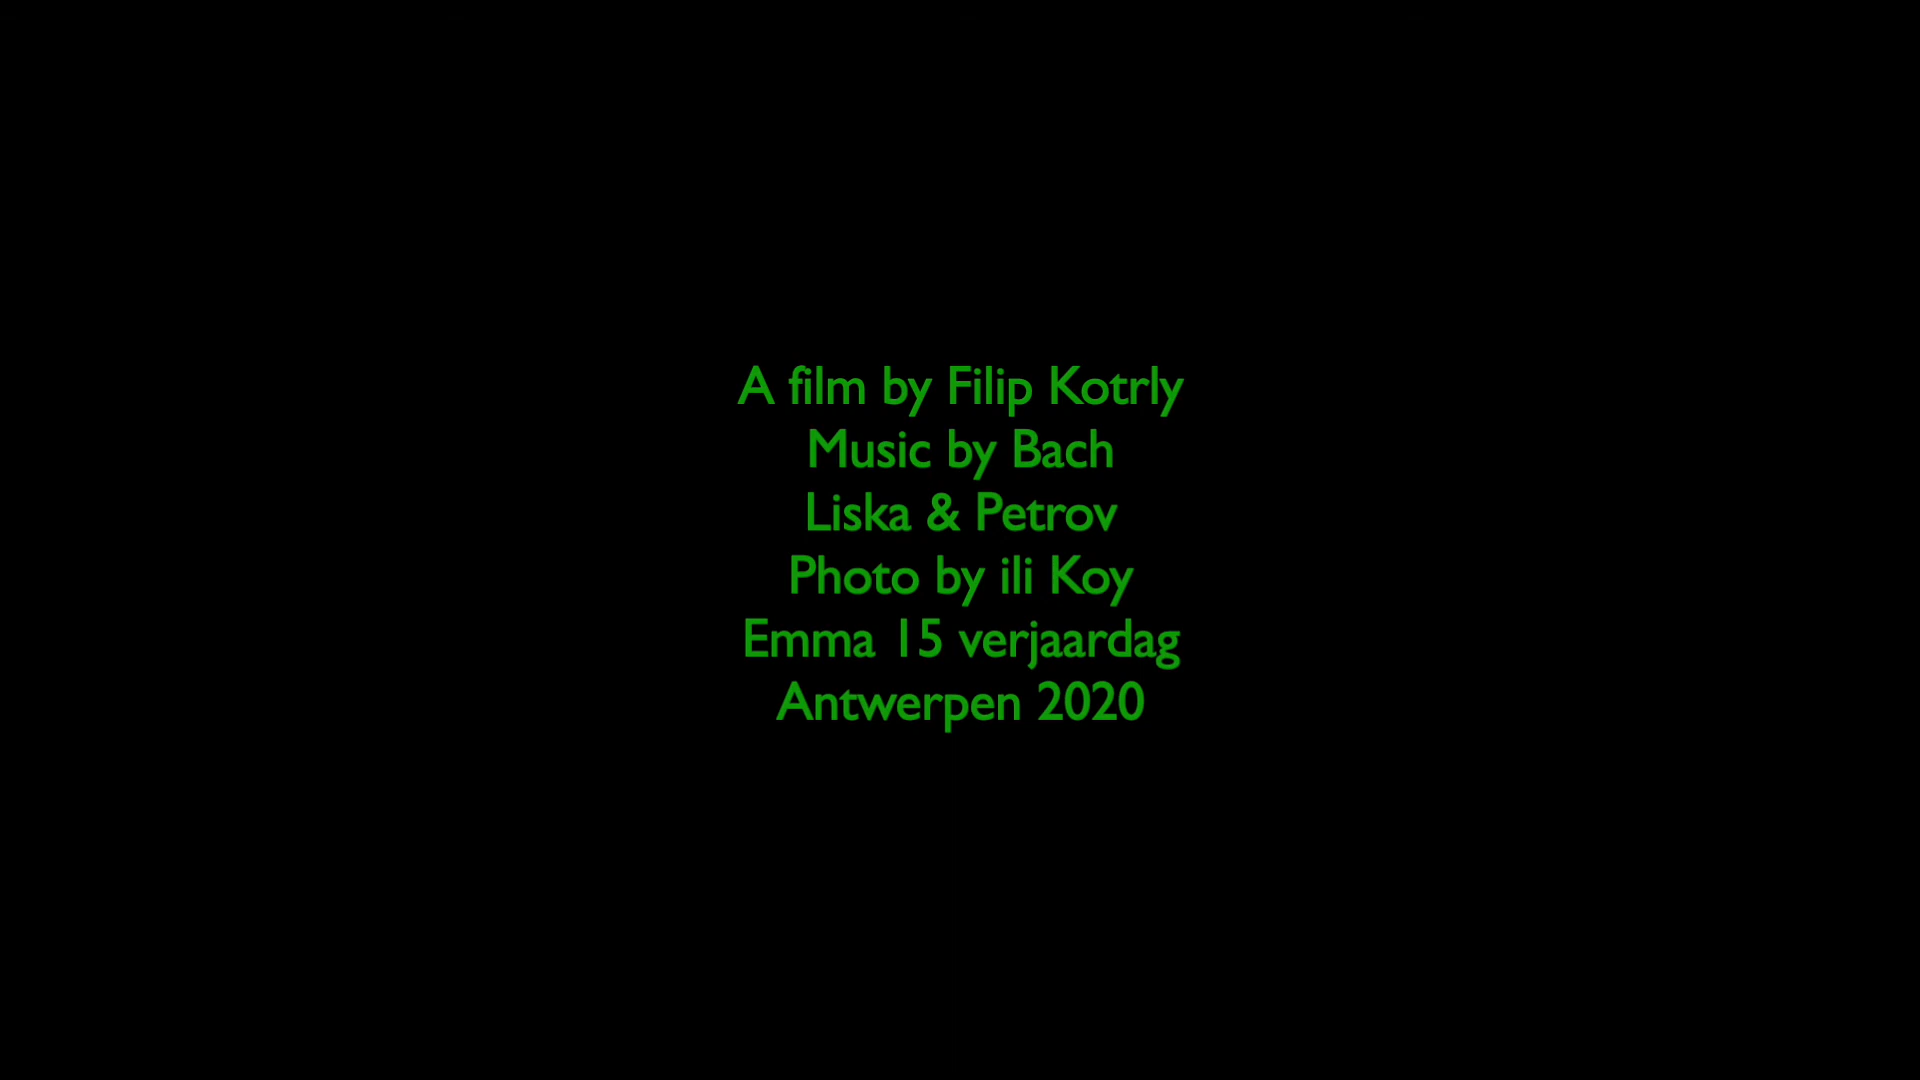 A film by Filip Kotrly
Music by Bach
Liska & Petrov
Photo by ili Koy
Emma 15 verjaardag
Antwerpen 2020